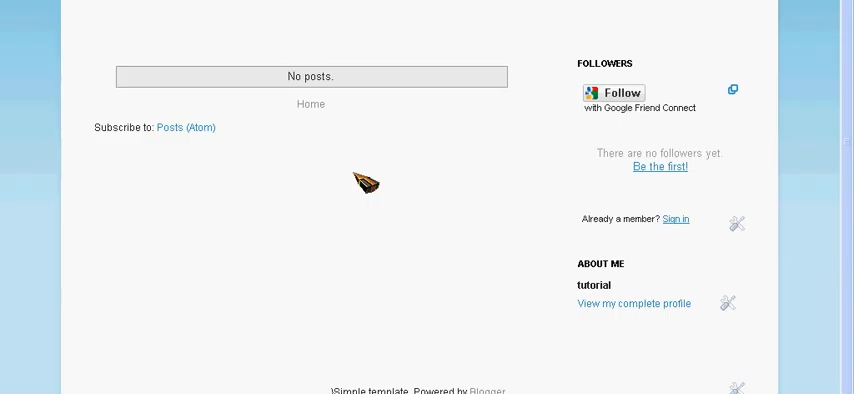 No posts.
Home
Subscribe to: Posts (Atom)
FOLLOWERS
Follow
with Google Friend Connect
There are no followers yet.
Be the first!
Already a member? Sign in
ABOUT ME
tutorial
View my complete profile
)Simple template. Powered by Blogger